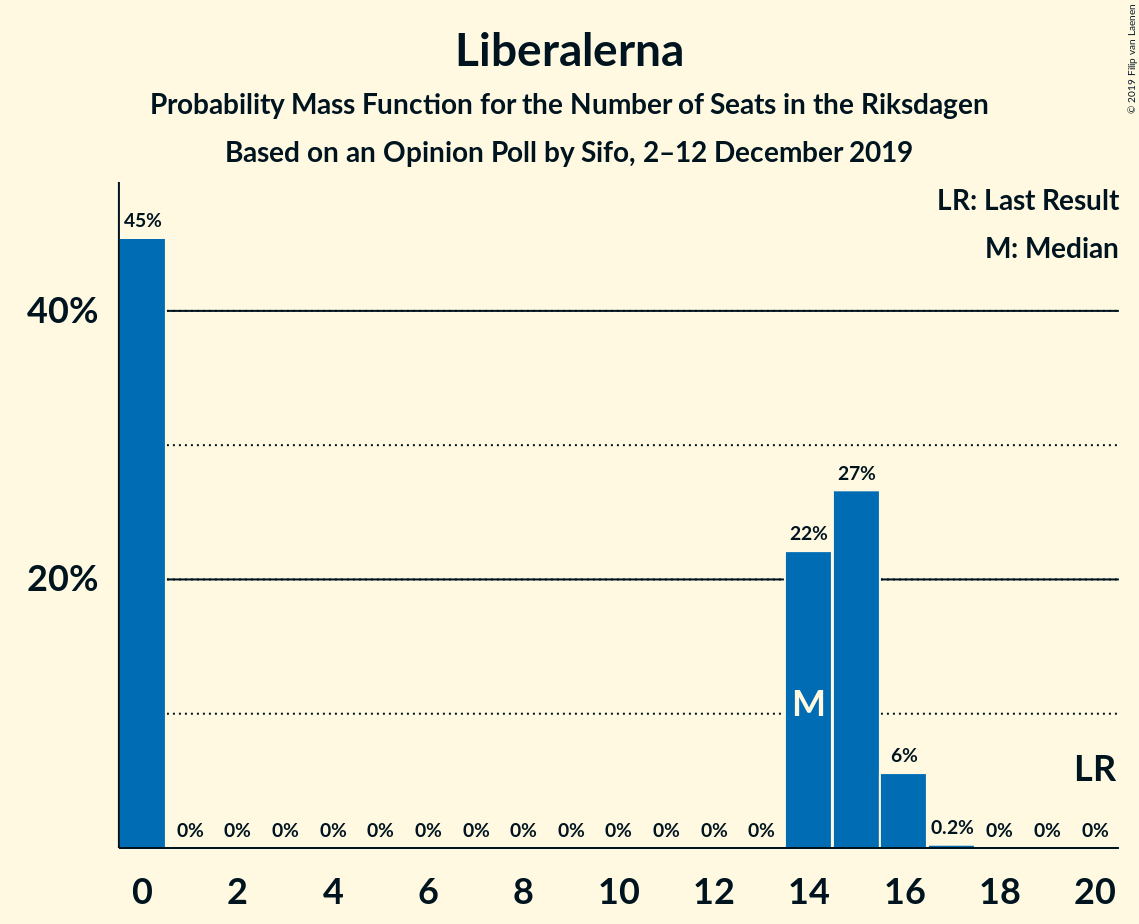 Liberalerna
Probability Mass Function for the Number of Seats in the Riksdagen
Based on an Opinion Poll by Sifo, 2–12 December 2019
© 2019 Filip van Laenen
LR: Last Result
M: Median
45%
40%
27%
22%
20%
M
6%
LR
0% 0% 0% 0% 0% 0% 0% 0% 0% 0% 0% 0% 0% 0.2% 0% 0% 0%
0 2 4 6 8 10 12 14 16 18 20